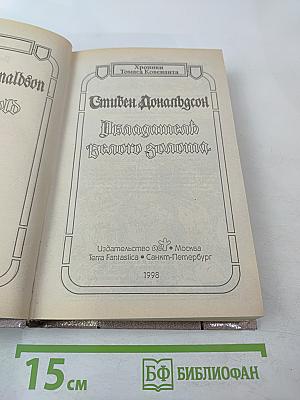 naldson
Хроники
Томаса Ковенанта
Стивен Дональдсон
Обладатель
белого золота
Издательство • Москва
Terra Fantastica • Санкт-Петербург
1998
15 см
БФ БИБЛИОФАН